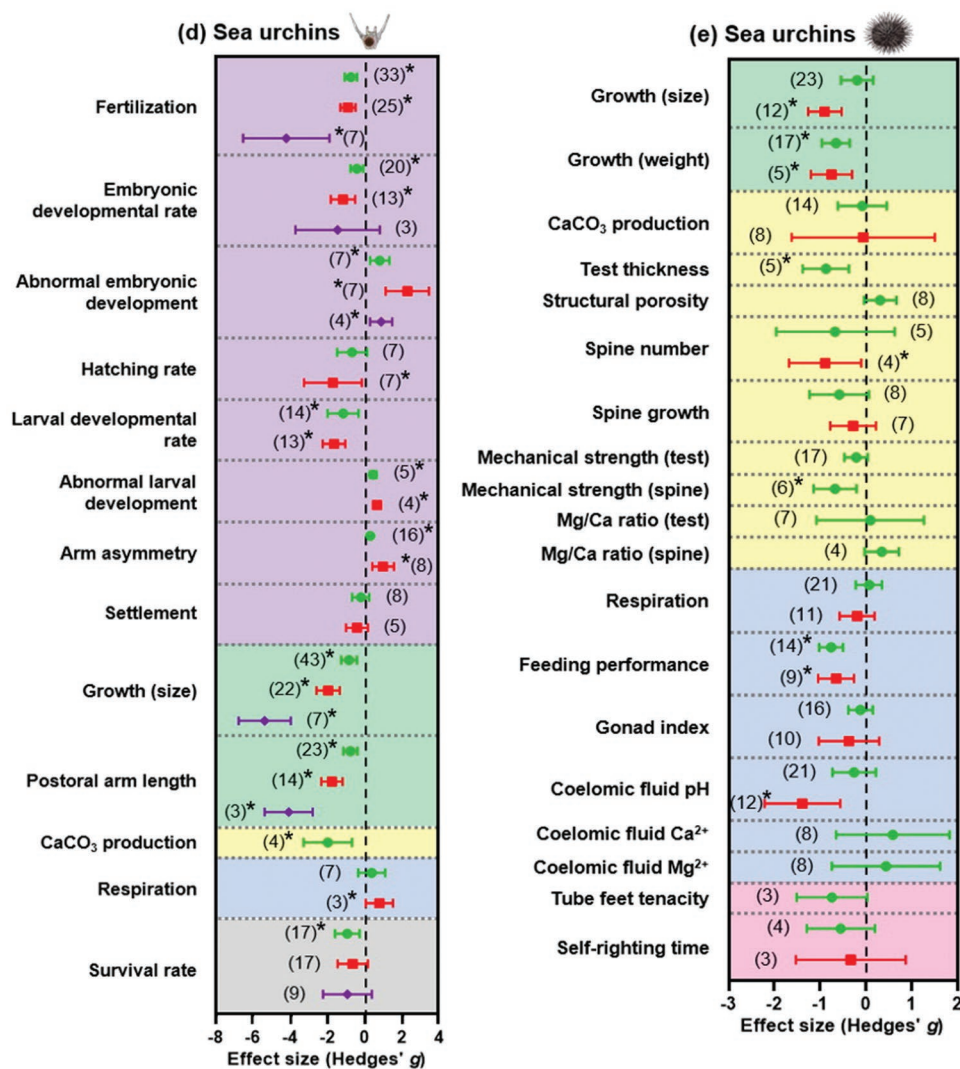 (d) Sea urchins
Fertilization
(33)*
(25)*
*(7)
Embryonic
developmental rate
(20)*
(13)*
(3)
Abnormal embryonic
development
(7)*
*(7)
(4)*
Hatching rate
(7)
(7)*
Larval developmental
rate
(14)*
(13)*
Abnormal larval
development
(5)*
(4)*
Arm asymmetry
(16)*
*(8)
Settlement
(8)
(5)
Growth (size)
(43)*
(22)*
(7)*
Postoral arm length
(23)*
(14)*
(3)*
CaCO₃ production
(4)*
Respiration
(7)
(3)*
Survival rate
(17)*
(17)
(9)
-8 -6 -4 -2 0 2 4
Effect size (Hedges' g)
(e) Sea urchins
Growth (size)
(23)
(12)*
Growth (weight)
(17)*
(5)*
CaCO₃ production
(14)
(8)
Test thickness
(5)*
Structural porosity
(8)
Spine number
(5)
(4)*
Spine growth
(8)
(7)
Mechanical strength (test)
(17)
Mechanical strength (spine)
(6)*
Mg/Ca ratio (test)
(7)
Mg/Ca ratio (spine)
(4)
Respiration
(21)
(11)
Feeding performance
(14)*
(9)*
Gonad index
(16)
(10)
Coelomic fluid pH
(21)
(12)*
Coelomic fluid Ca²⁺
(8)
Coelomic fluid Mg²⁺
(8)
Tube feet tenacity
(3)
Self-righting time
(4)
(3)
-3 -2 -1 0 1 2
Effect size (Hedges' g)